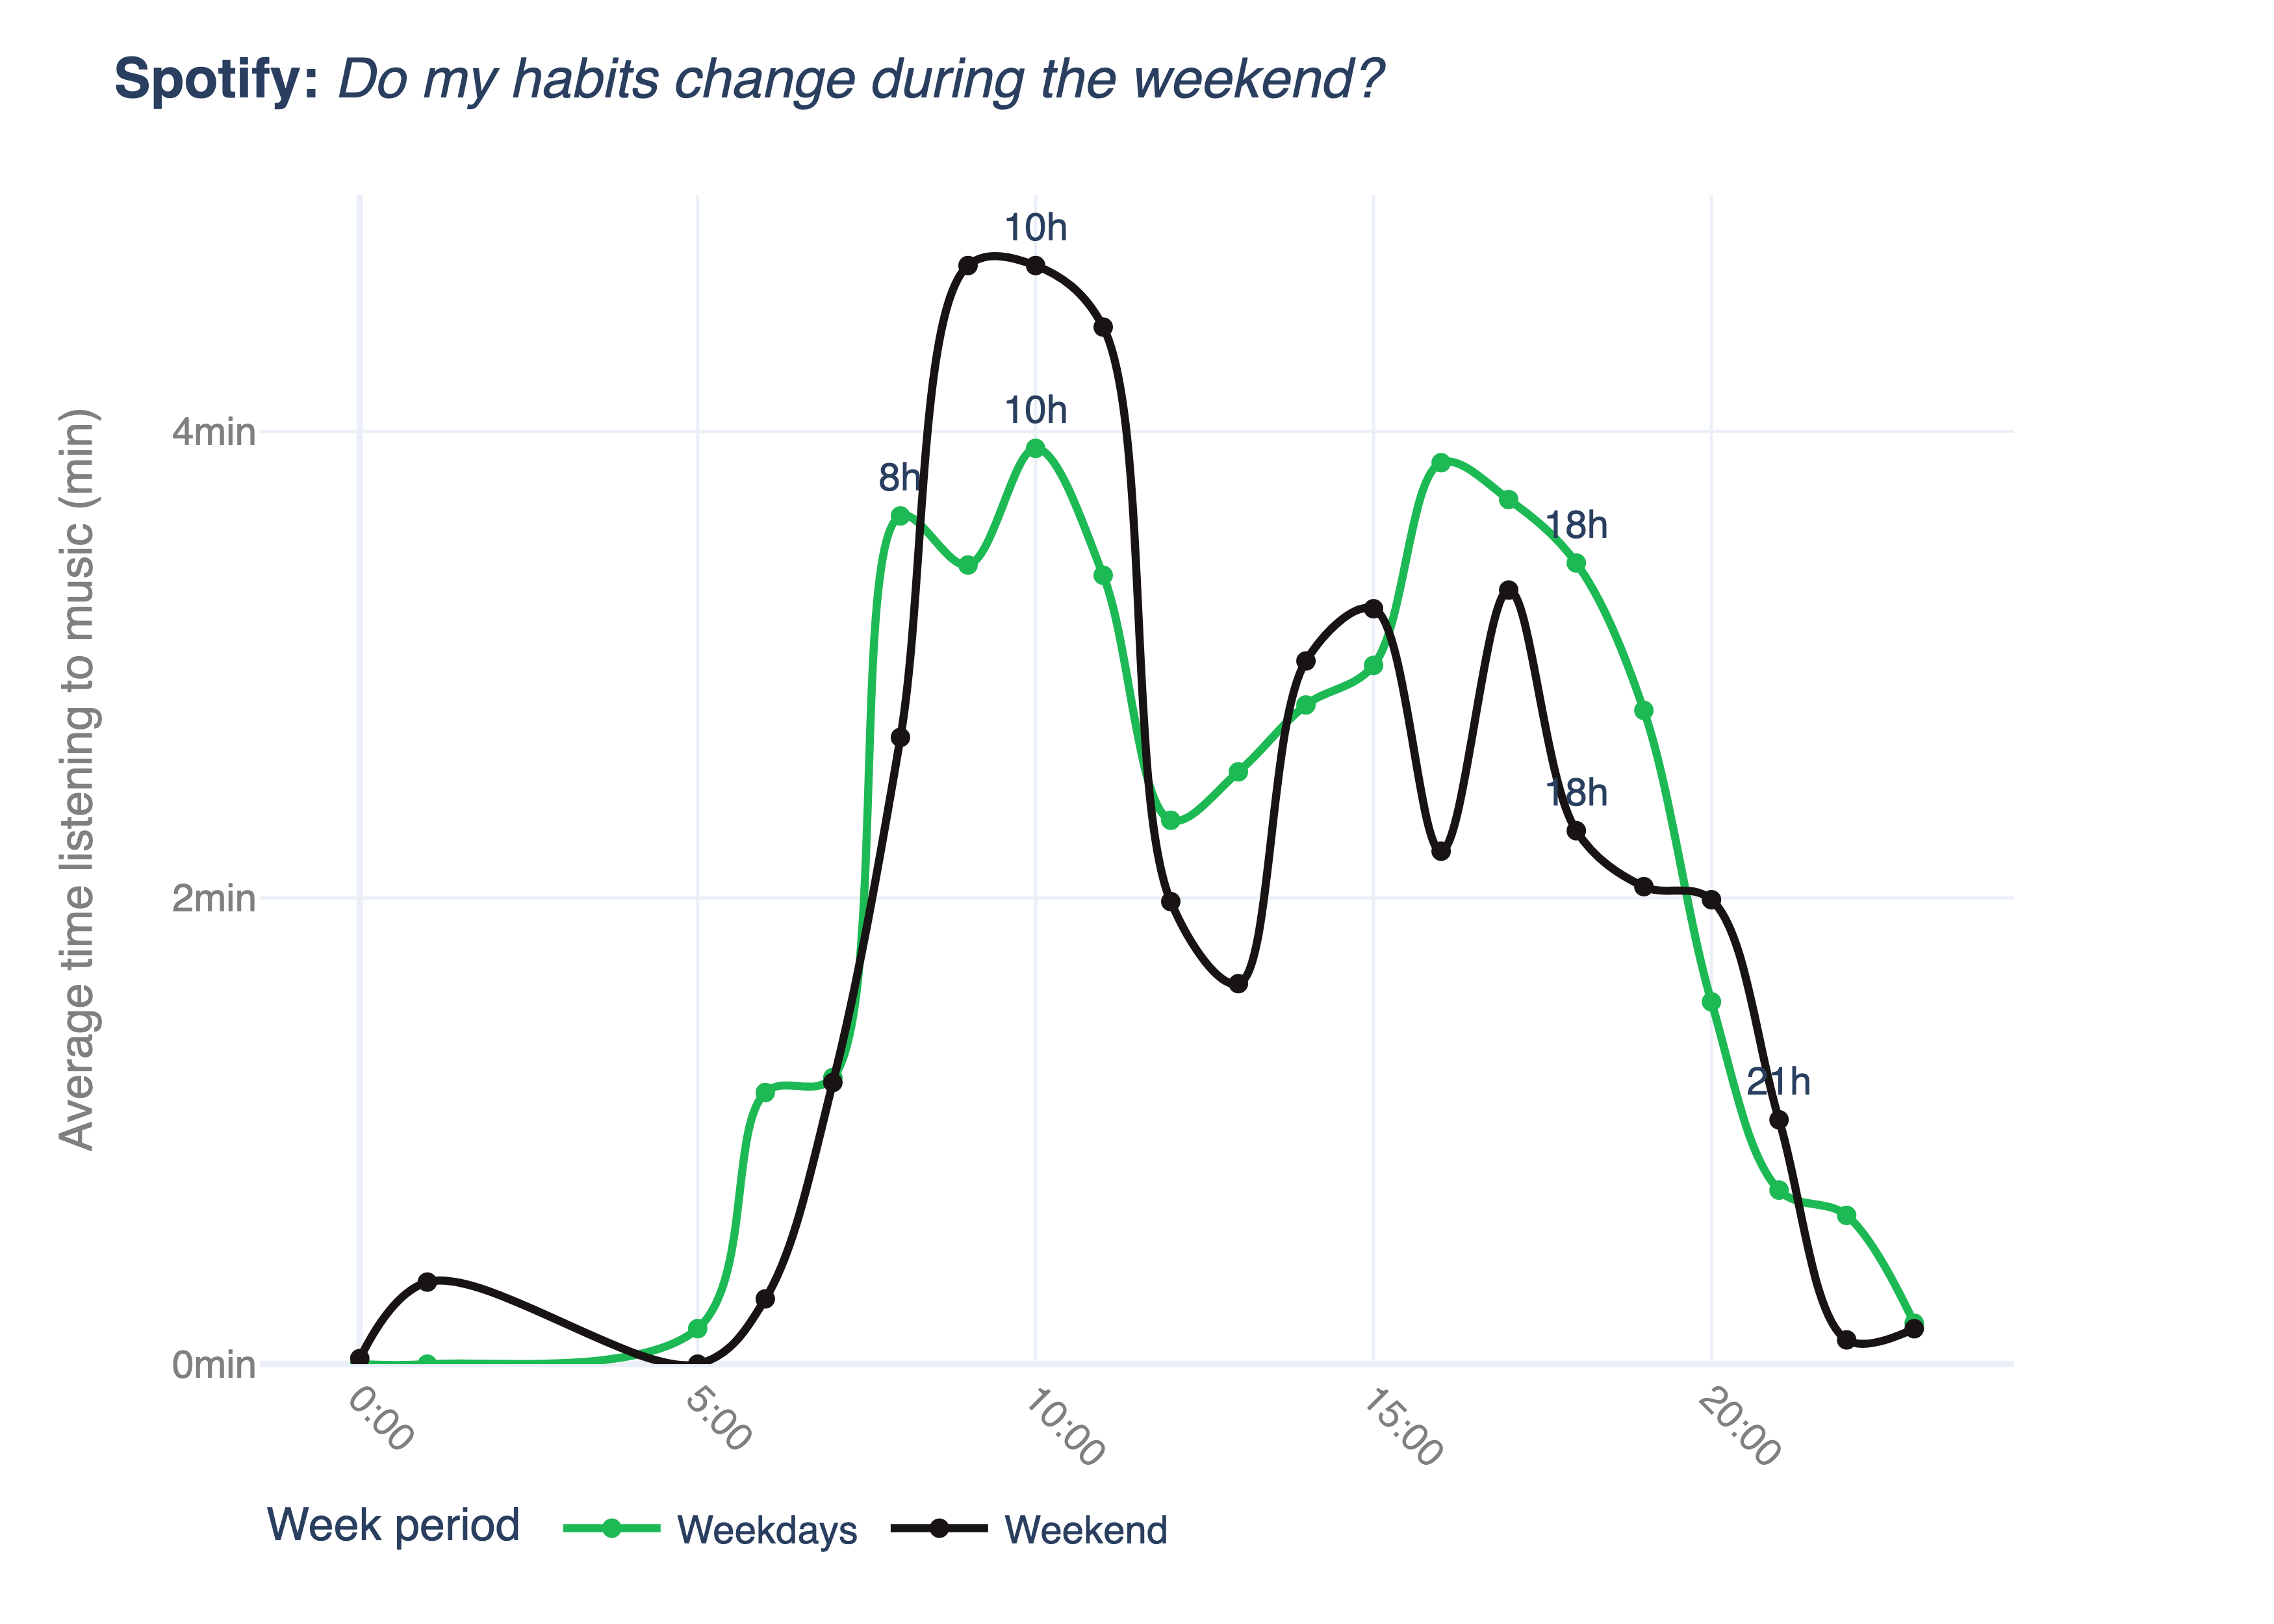 Spotify: Do my habits change during the weekend?
10h
10h
4min
8h
18h
18h
2min
21h
0min
Average time listening to music (min)
0:00
5:00
10:00
15:00
20:00
Week period
Weekdays
Weekend